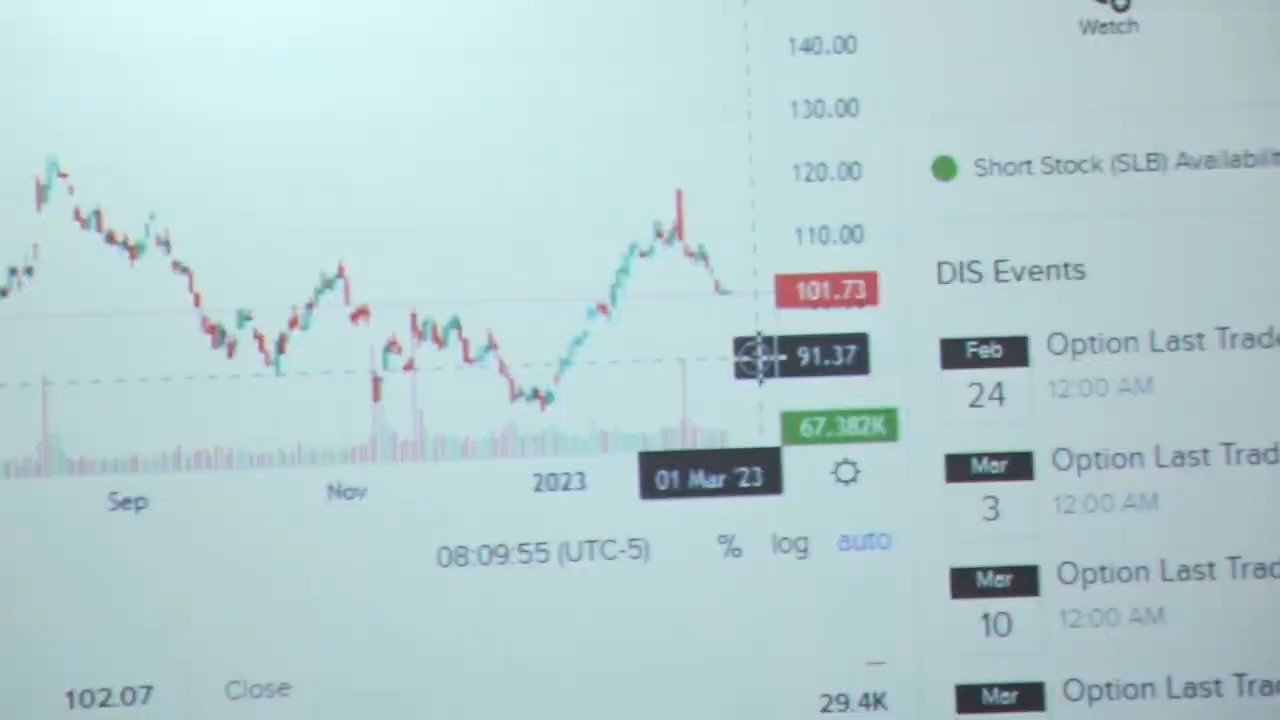 Watch
140.00
130.00
120.00
110.00
101.73
91.37
67.382K
Sep
Nov
2023
01 Mar '23
08:09:55 (UTC-5)
%
log
auto
102.07
Close
—
29.4K
Short Stock (SLB) Availabilit
DIS Events
Feb
24
Option Last Trade
12:00 AM
Mar
3
Option Last Trad
12:00 AM
Mar
10
Option Last Trad
12:00 AM
Mar
Option Last Trad